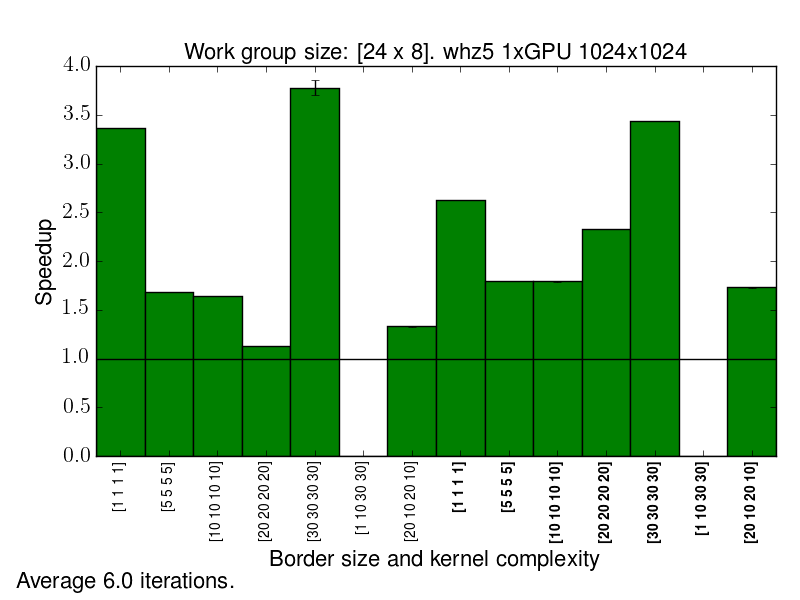 Work group size: [24 x 8]. whz5 1xGPU 1024x1024
4.0
3.5
3.0
2.5
2.0
1.5
1.0
0.5
0.0
Speedup
[1 1 1 1]
[5 5 5 5]
[10 10 10 10]
[20 20 20 20]
[30 30 30 30]
[1 10 30 30]
[20 10 20 10]
[1 1 1 1]
[5 5 5 5]
[10 10 10 10]
[20 20 20 20]
[30 30 30 30]
[1 10 30 30]
[20 10 20 10]
Border size and kernel complexity
Average 6.0 iterations.